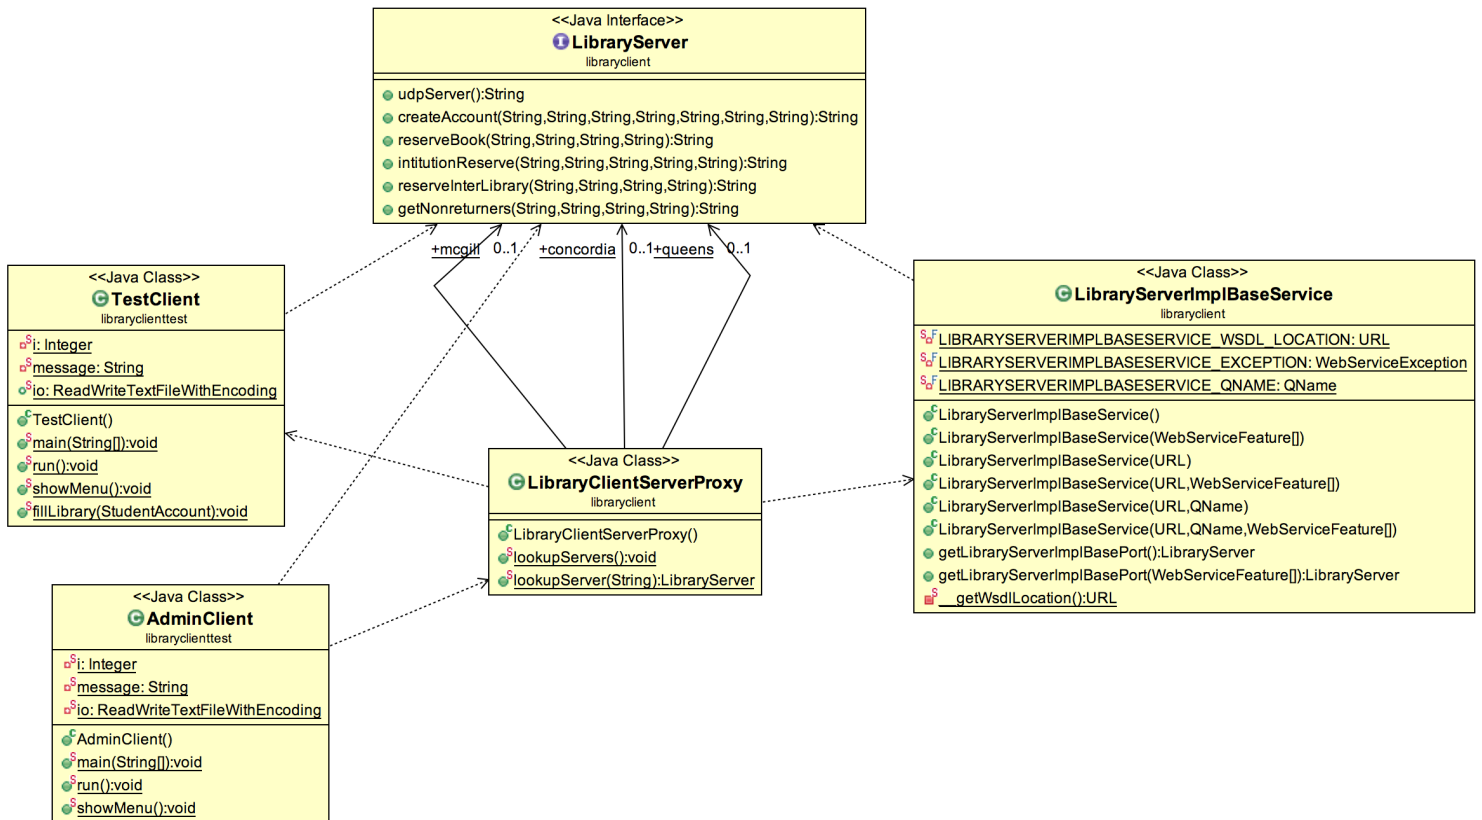 <<Java Interface>>
LibraryServer
libraryclient
udpServer():String
createAccount(String,String,String,String,String,String,String):String
reserveBook(String,String,String,String):String
intitutionReserve(String,String,String,String,String):String
reserveInterLibrary(String,String,String,String):String
getNonreturners(String,String,String,String):String
+mcgill 0..1 +concordia 0..1 +queens 0..1
<<Java Class>>
TestClient
libraryclienttest
i: Integer
message: String
io: ReadWriteTextFileWithEncoding
TestClient()
main(String[]):void
run():void
showMenu():void
fillLibrary(StudentAccount):void
<<Java Class>>
LibraryServerImplBaseService
libraryclient
LIBRARYSERVERIMPLBASESERVICE_WSDL_LOCATION: URL
LIBRARYSERVERIMPLBASESERVICE_EXCEPTION: WebServiceException
LIBRARYSERVERIMPLBASESERVICE_QNAME: QName
LibraryServerImplBaseService()
LibraryServerImplBaseService(WebServiceFeature[])
LibraryServerImplBaseService(URL)
LibraryServerImplBaseService(URL,WebServiceFeature[])
LibraryServerImplBaseService(URL,QName)
LibraryServerImplBaseService(URL,QName,WebServiceFeature[])
getLibraryServerImplBasePort():LibraryServer
getLibraryServerImplBasePort(WebServiceFeature[]):LibraryServer
__getWsdlLocation():URL
<<Java Class>>
LibraryClientServerProxy
libraryclient
LibraryClientServerProxy()
lookupServers():void
lookupServer(String):LibraryServer
<<Java Class>>
AdminClient
libraryclienttest
i: Integer
message: String
io: ReadWriteTextFileWithEncoding
AdminClient()
main(String[]):void
run():void
showMenu():void